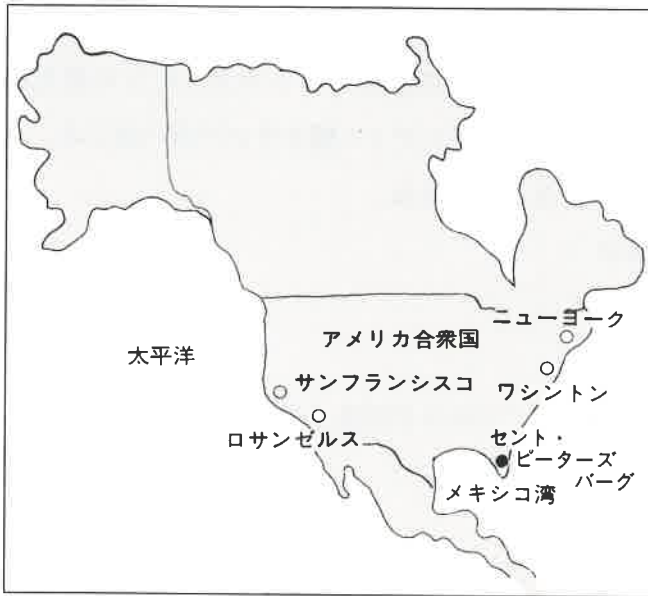 ニューヨーク
アメリカ合衆国
太平洋
サンフランシスコ
ワシントン
ロサンゼルス
セント・
ピーターズ
バーグ
メキシコ湾